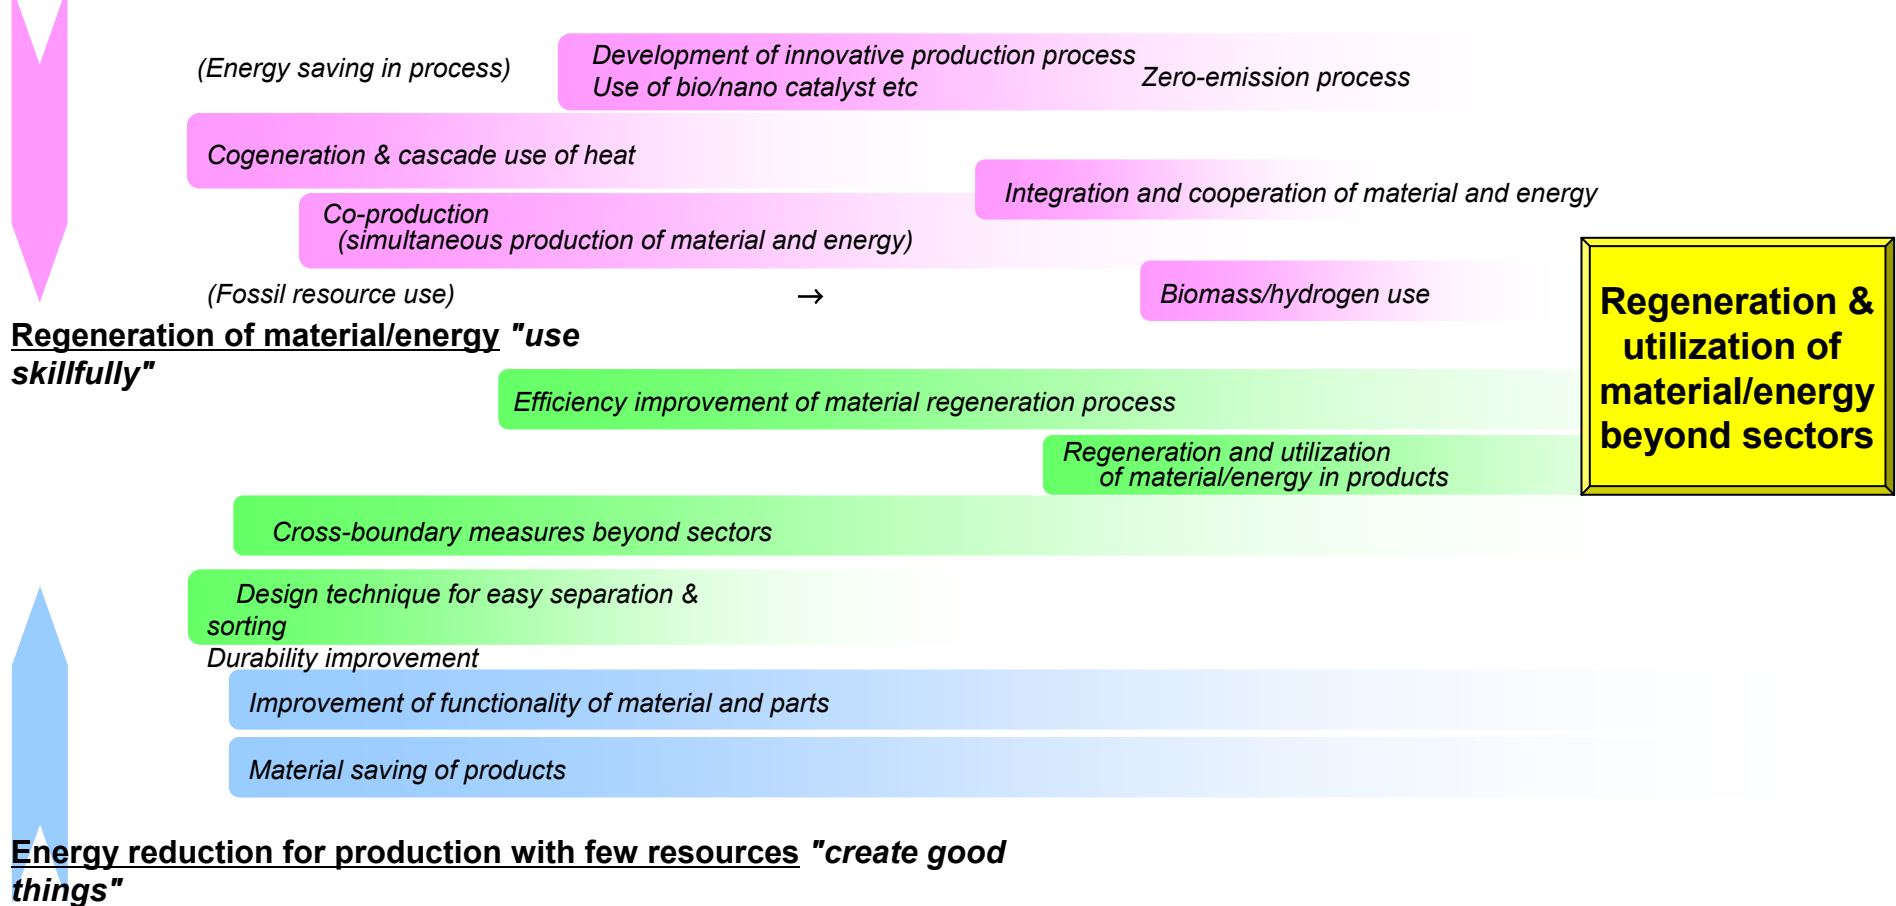 (Energy saving in process)
Development of innovative production process
Use of bio/nano catalyst etc
Zero-emission process
Cogeneration & cascade use of heat
Integration and cooperation of material and energy
Co-production
(simultaneous production of material and energy)
(Fossil resource use)
→
Biomass/hydrogen use
Regeneration &
utilization of
material/energy
beyond sectors
Regeneration of material/energy "use
skillfully"
Efficiency improvement of material regeneration process
Regeneration and utilization
of material/energy in products
Cross-boundary measures beyond sectors
Design technique for easy separation &
sorting
Durability improvement
Improvement of functionality of material and parts
Material saving of products
Energy reduction for production with few resources "create good
things"